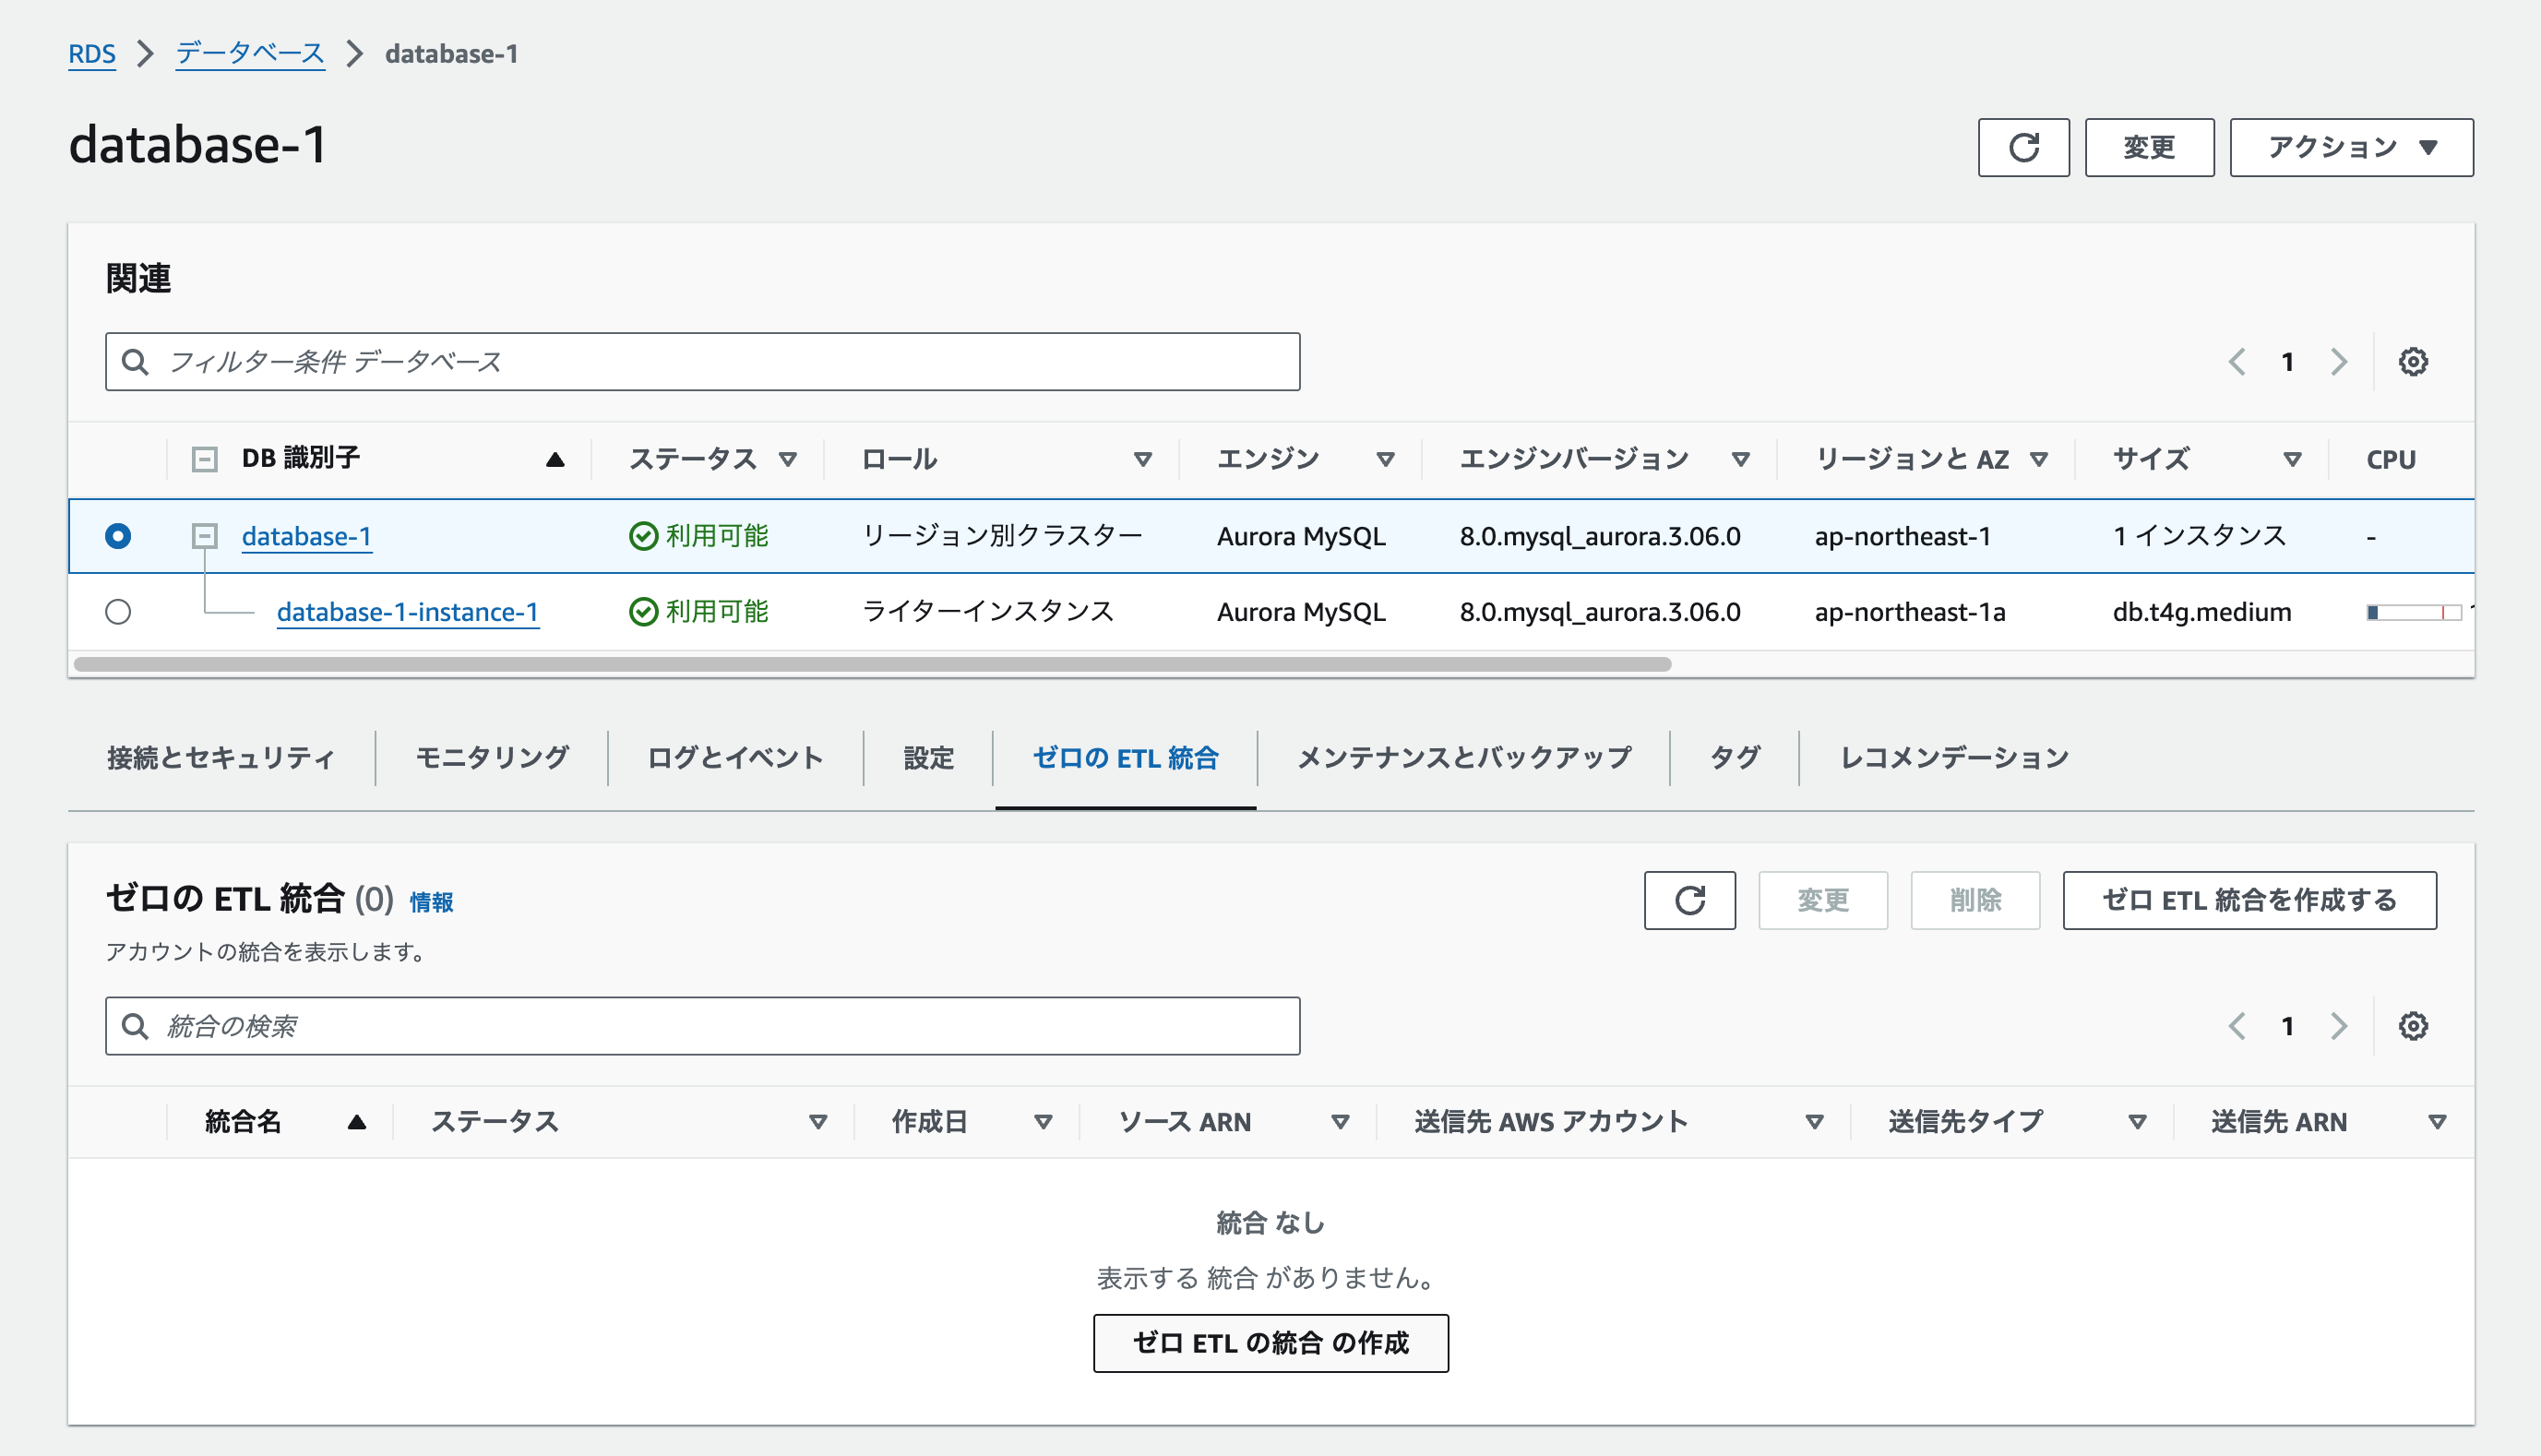 RDS > データベース > database-1
database-1
変更 アクション
関連
フィルター条件 データベース
1
DB 識別子 ステータス ロール エンジン エンジンバージョン リージョンと AZ サイズ CPU
database-1 利用可能 リージョン別クラスター Aurora MySQL 8.0.mysql_aurora.3.06.0 ap-northeast-1 1 インスタンス -
database-1-instance-1 利用可能 ライターインスタンス Aurora MySQL 8.0.mysql_aurora.3.06.0 ap-northeast-1a db.t4g.medium
接続とセキュリティ モニタリング ログとイベント 設定 ゼロの ETL 統合 メンテナンスとバックアップ タグ レコメンデーション
ゼロの ETL 統合 (0) 情報
変更 削除 ゼロ ETL 統合を作成する
アカウントの統合を表示します。
統合の検索
1
統合名 ステータス 作成日 ソース ARN 送信先 AWS アカウント 送信先タイプ 送信先 ARN
統合 なし
表示する 統合 がありません。
ゼロ ETL の統合 の作成